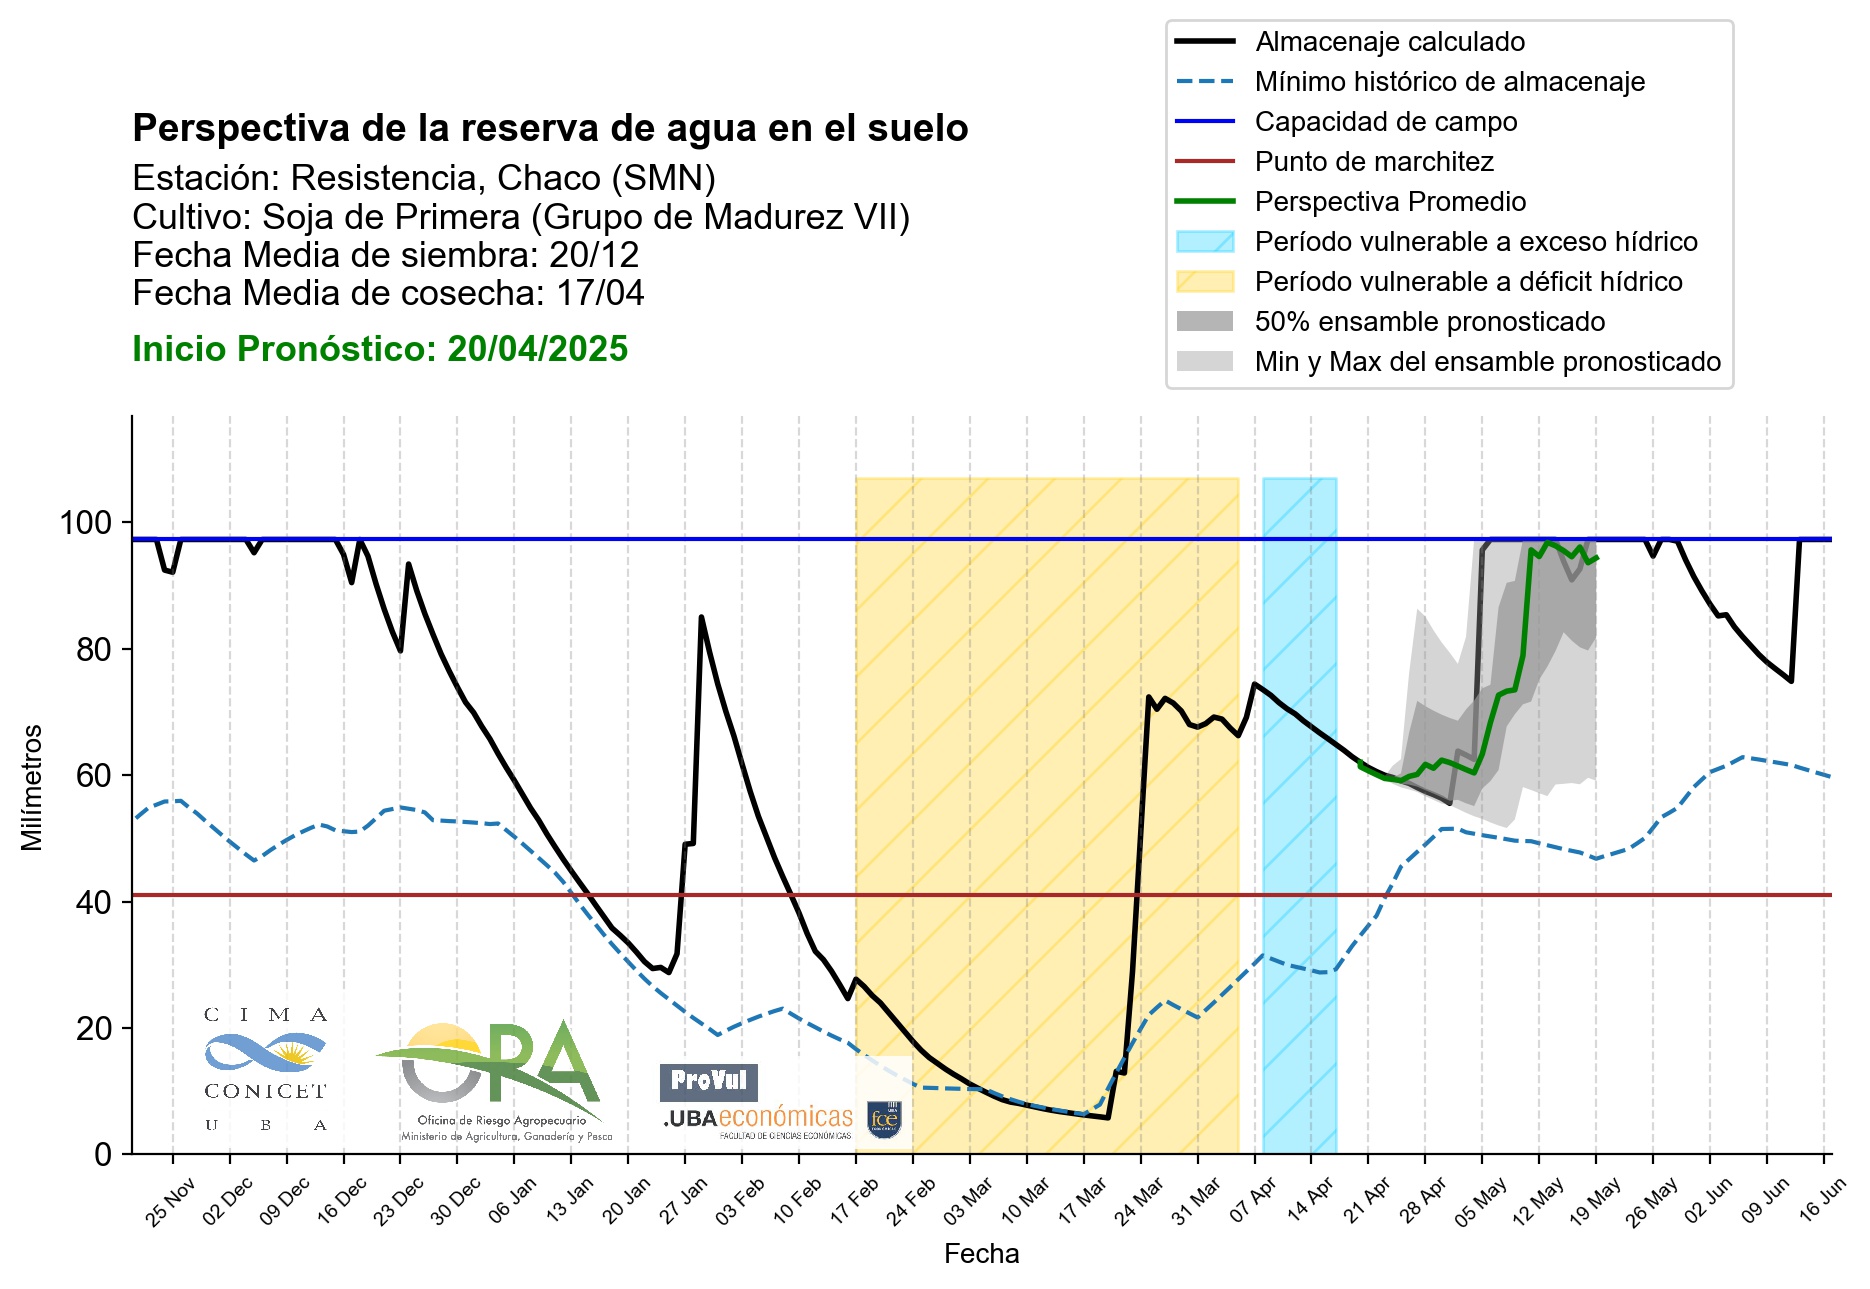 Almacenaje calculado
Mínimo histórico de almacenaje
Capacidad de campo
Punto de marchitez
Perspectiva Promedio
Período vulnerable a exceso hídrico
Período vulnerable a déficit hídrico
50% ensamble pronosticado
Min y Max del ensamble pronosticado
Perspectiva de la reserva de agua en el suelo
Estación: Resistencia, Chaco (SMN)
Cultivo: Soja de Primera (Grupo de Madurez VII)
Fecha Media de siembra: 20/12
Fecha Media de cosecha: 17/04
Inicio Pronóstico: 20/04/2025
Milímetros
100
80
60
40
20
0
C I M A
CONICET
U B A
ORA
Oficina de Riesgo Agropecuario
Ministerio de Agricultura, Ganadería y Pesca
ProVul
.UBAeconómicas
FACULTAD DE CIENCIAS ECONÓMICAS
UBA
fce
ECONÓMICAS
25 Nov
02 Dec
09 Dec
16 Dec
23 Dec
30 Dec
06 Jan
13 Jan
20 Jan
27 Jan
03 Feb
10 Feb
17 Feb
24 Feb
03 Mar
10 Mar
17 Mar
24 Mar
31 Mar
07 Apr
14 Apr
21 Apr
28 Apr
05 May
12 May
19 May
26 May
02 Jun
09 Jun
16 Jun
Fecha